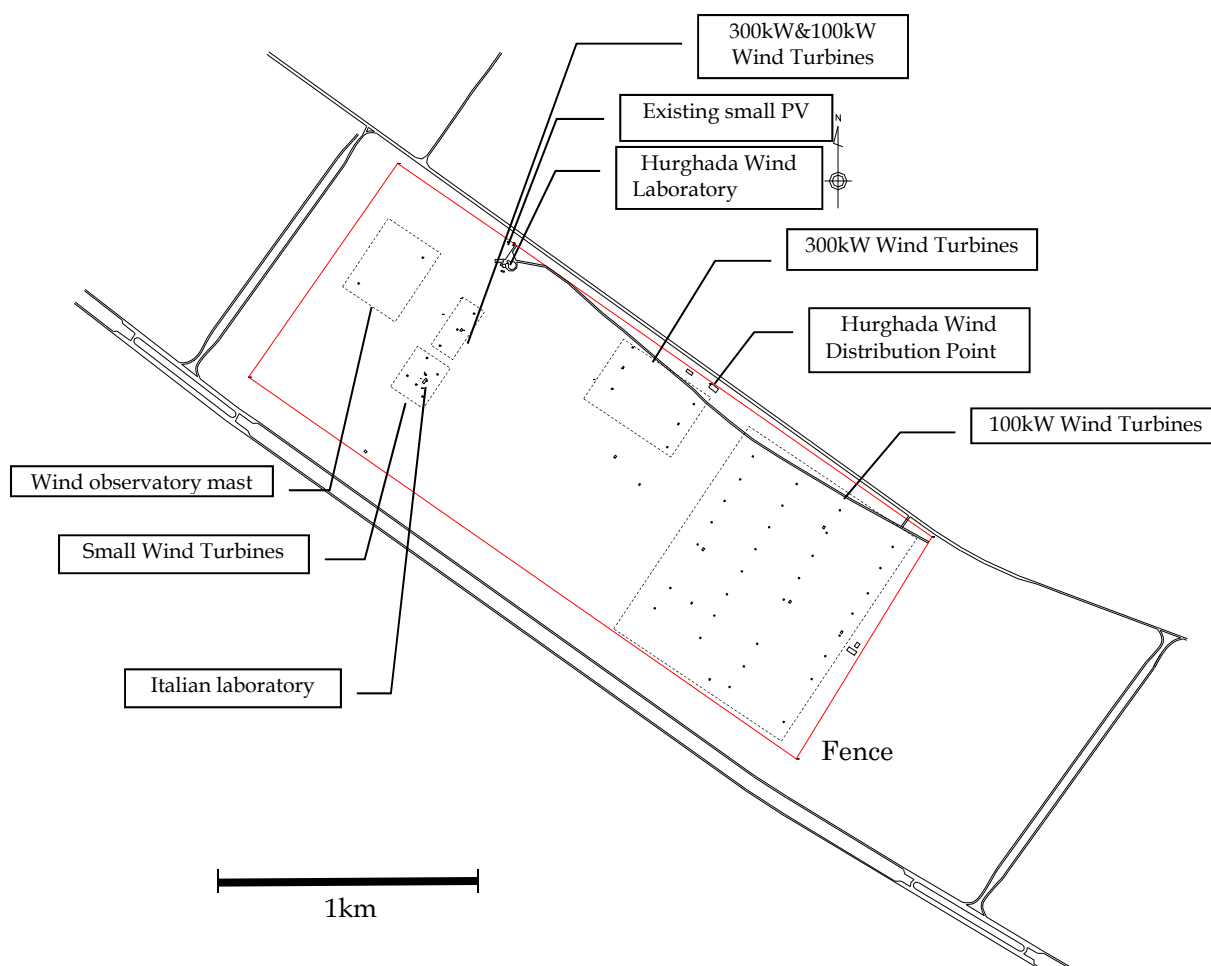 300kW&100kW
Wind Turbines
Existing small PV
N
Hurghada Wind
Laboratory
300kW Wind Turbines
Hurghada Wind
Distribution Point
100kW Wind Turbines
Wind observatory mast
Small Wind Turbines
Italian laboratory
Fence
1km